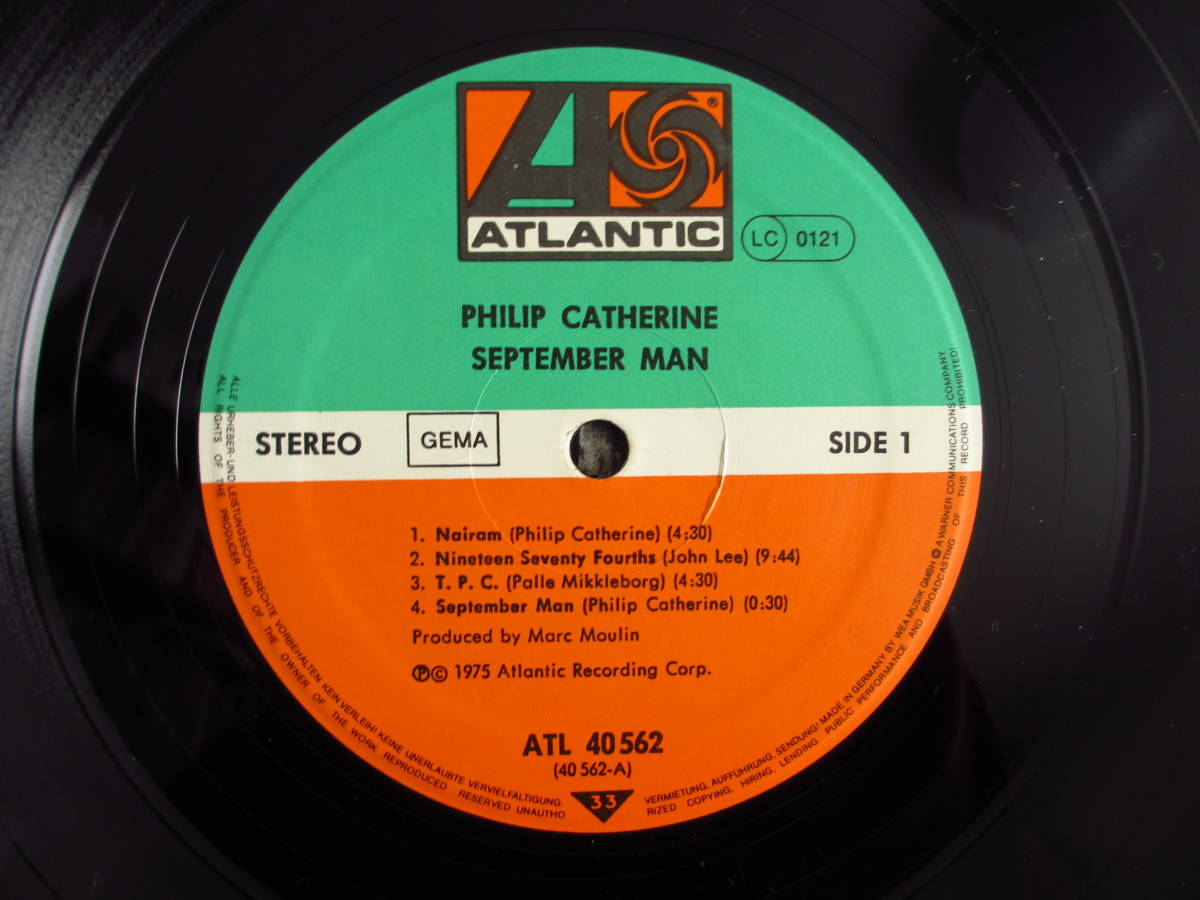 ATLANTIC
®
LC 0121
PHILIP CATHERINE
SEPTEMBER MAN
STEREO
GEMA
SIDE 1
1. Nairam (Philip Catherine) (4:30)
2. Nineteen Seventy Fourths (John Lee) (9:44)
3. T. P. C. (Palle Mikkleborg) (4:30)
4. September Man (Philip Catherine) (0:30)
Produced by Marc Moulin
℗© 1975 Atlantic Recording Corp.
ATL 40 562
(40 562-A)
33
ALLE URHEBER- UND LEISTUNGSSCHUTZRECHTE VORBEHALTEN KEIN VERLEIH! KEINE UNERLAUBTE VERVIELFÄLTIGUNG, VERMIETUNG, AUFFÜHRUNG, SENDUNG! MADE IN GERMANY BY WEA MUSIK GMBH A WARNER COMMUNICATIONS COMPANY
ALL RIGHTS OF THE PRODUCER AND OF THE OWNER OF THE WORK REPRODUCED RESERVED UNAUTHO RIZED COPYING, HIRING, LENDING PUBLIC PERFORMANCE AND BROADCASTING OF THIS RECORD PROHIBITED!